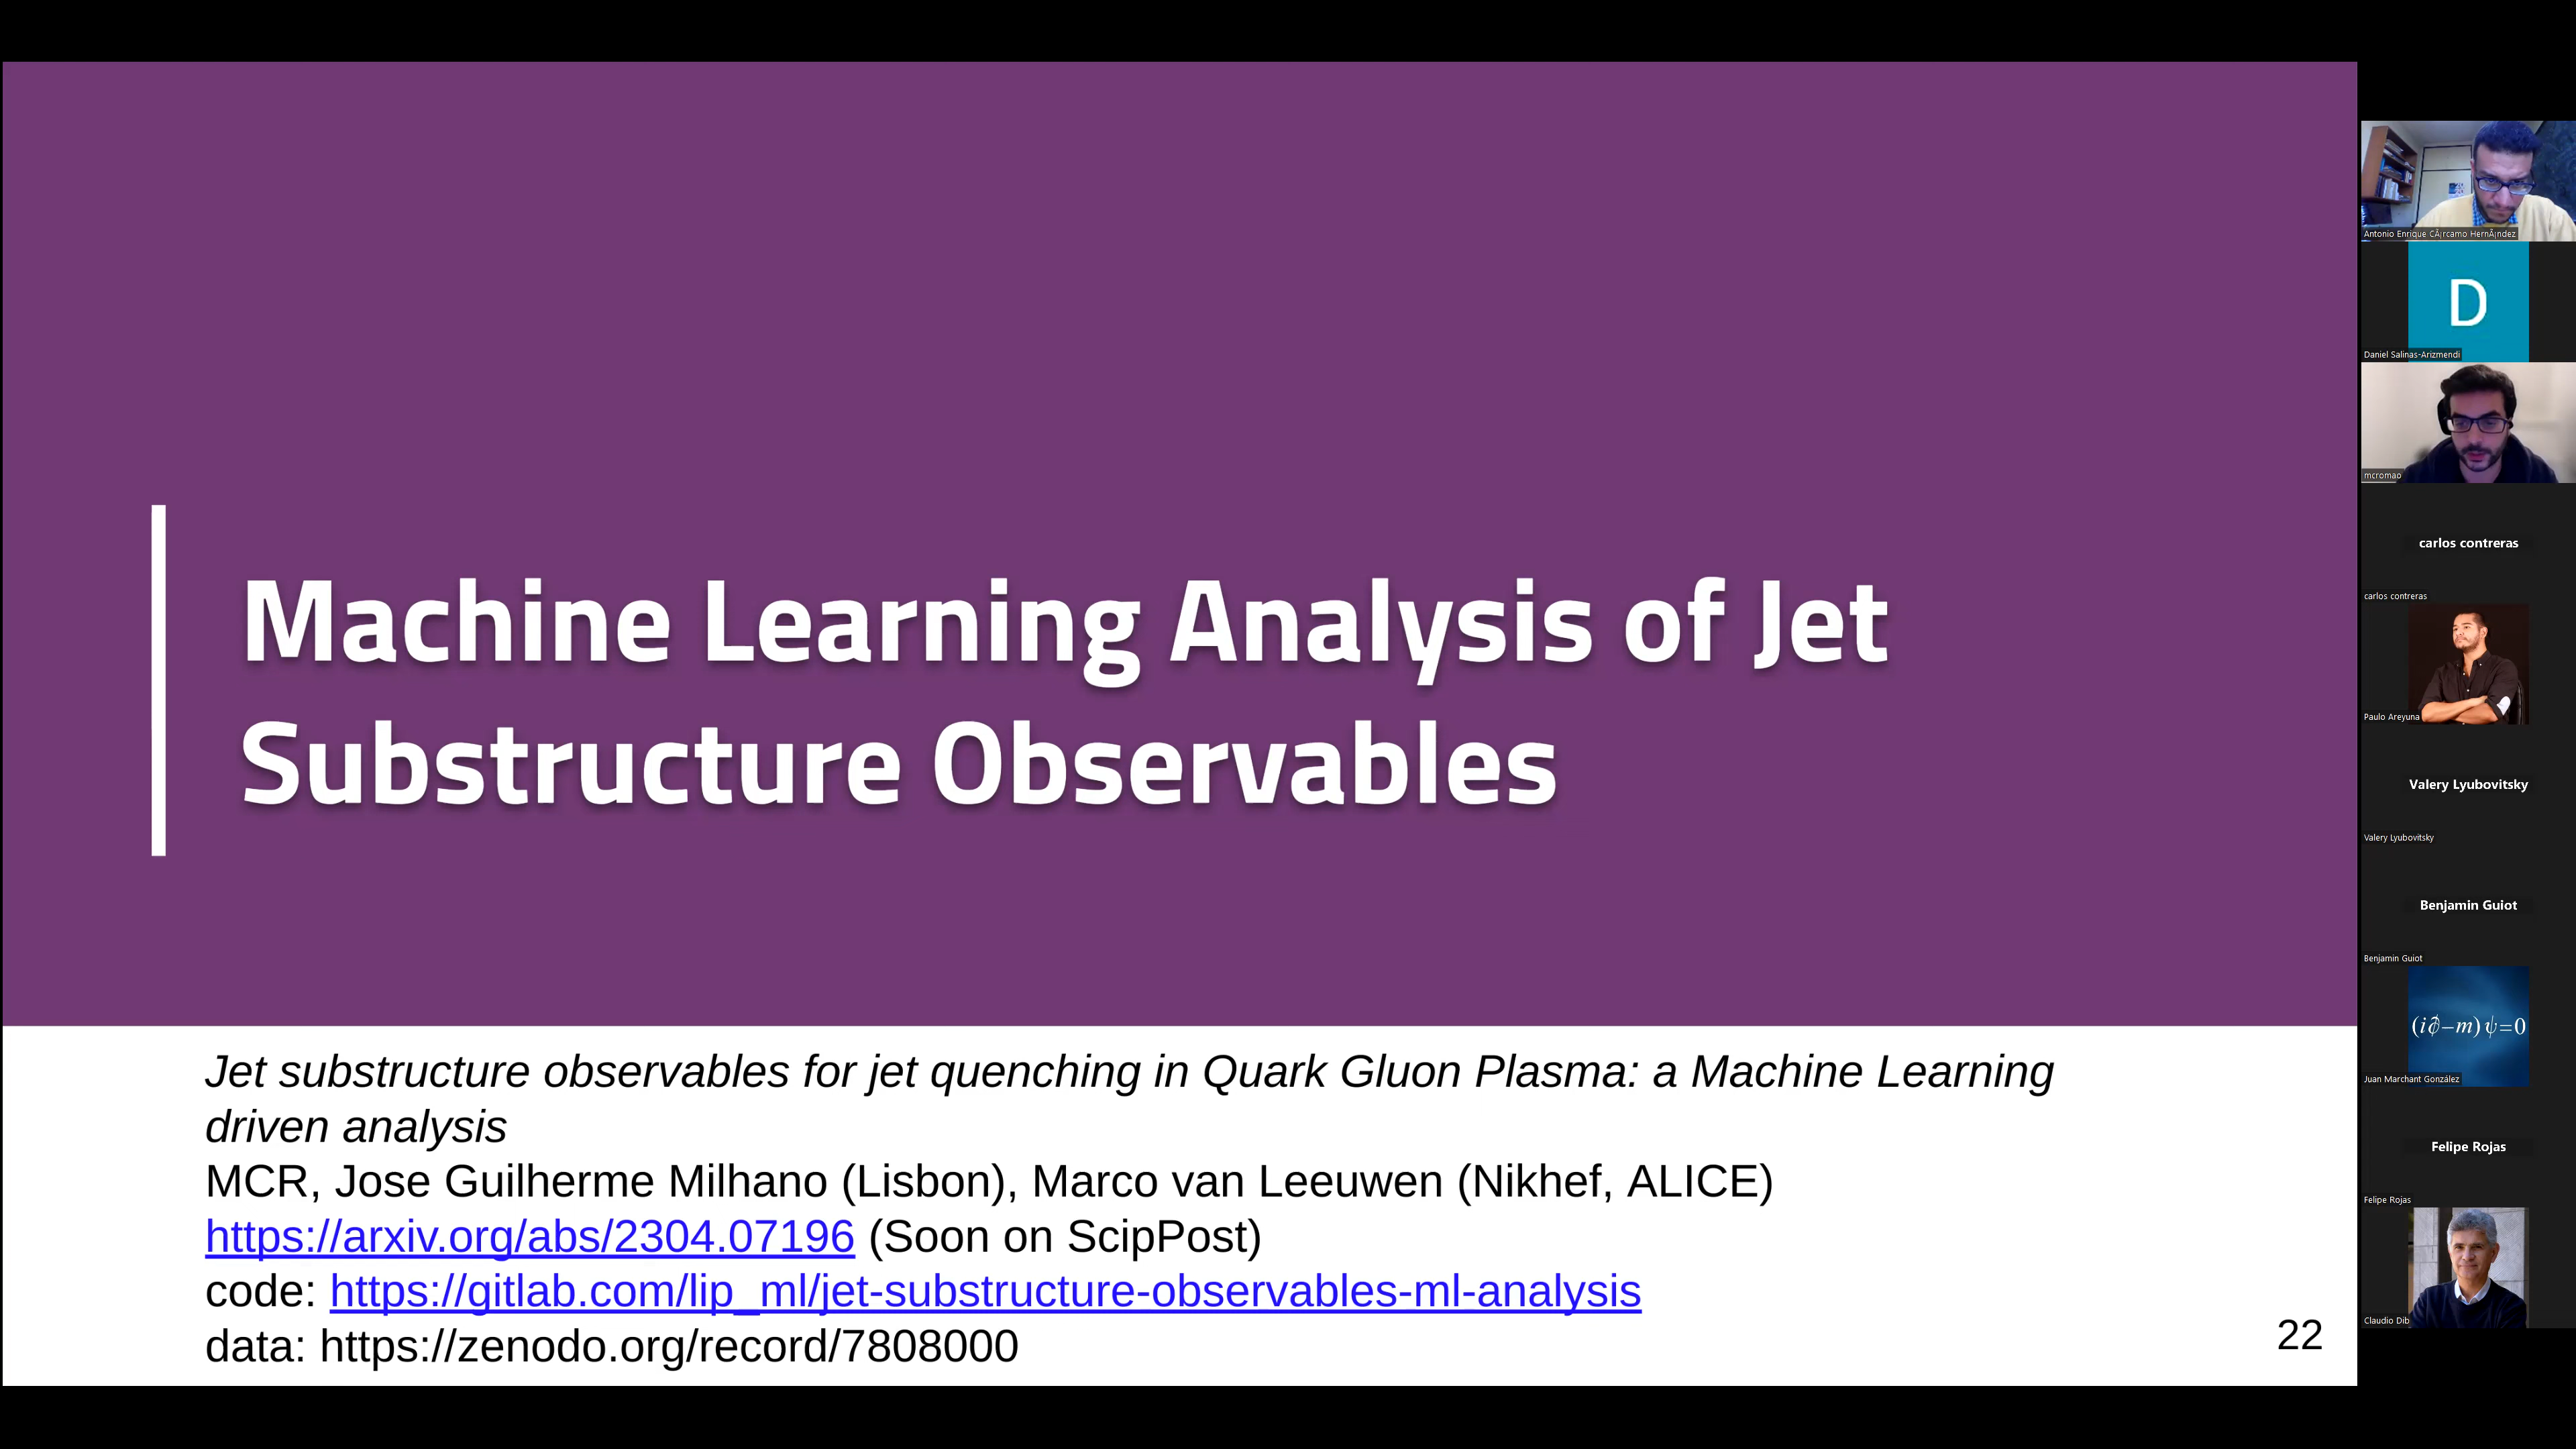 Machine Learning Analysis of Jet
Substructure Observables
Jet substructure observables for jet quenching in Quark Gluon Plasma: a Machine Learning
driven analysis
MCR, Jose Guilherme Milhano (Lisbon), Marco van Leeuwen (Nikhef, ALICE)
https://arxiv.org/abs/2304.07196 (Soon on ScipPost)
code: https://gitlab.com/lip_ml/jet-substructure-observables-ml-analysis
data: https://zenodo.org/record/7808000
22
Antonio Enrique CÃ¡rcamo HernÃ¡ndez
D
Daniel Salinas-Arizmendi
mcromao
carlos contreras
carlos contreras
Paulo Areyuna
Valery Lyubovitsky
Valery Lyubovitsky
Benjamin Guiot
Benjamin Guiot
(i∂̸−m)ψ=0
Juan Marchant González
Felipe Rojas
Felipe Rojas
Claudio Dib